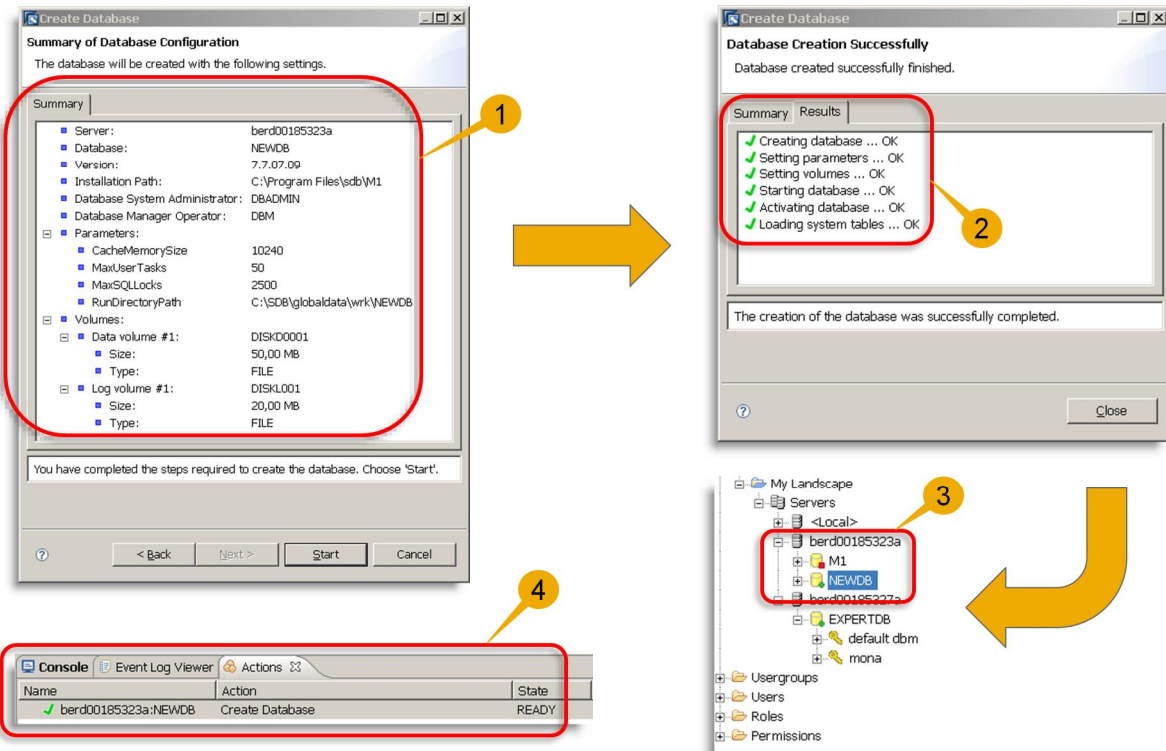 Create Database
Summary of Database Configuration
The database will be created with the following settings.
Summary
Server: berd00185323a
Database: NEWDB
Version: 7.7.07.09
Installation Path: C:\Program Files\sdb\M1
Database System Administrator: DBADMIN
Database Manager Operator: DBM
Parameters:
CacheMemorySize 10240
MaxUserTasks 50
MaxSQLLocks 2500
RunDirectoryPath C:\SDB\globaldata\wrk\NEWDB
Volumes:
Data volume #1: DISKD0001
Size: 50,00 MB
Type: FILE
Log volume #1: DISKL001
Size: 20,00 MB
Type: FILE
You have completed the steps required to create the database. Choose 'Start'.
< Back Next > Start Cancel
1
Create Database
Database Creation Successfully
Database created successfully finished.
Summary Results
Creating database ... OK
Setting parameters ... OK
Setting volumes ... OK
Starting database ... OK
Activating database ... OK
Loading system tables ... OK
2
The creation of the database was successfully completed.
Close
My Landscape
Servers
<Local>
berd00185323a
M1
NEWDB
berd00185327a
EXPERTDB
default dbm
mona
Usergroups
Users
Roles
Permissions
3
4
Console Event Log Viewer Actions
Name Action State
berd00185323a:NEWDB Create Database READY